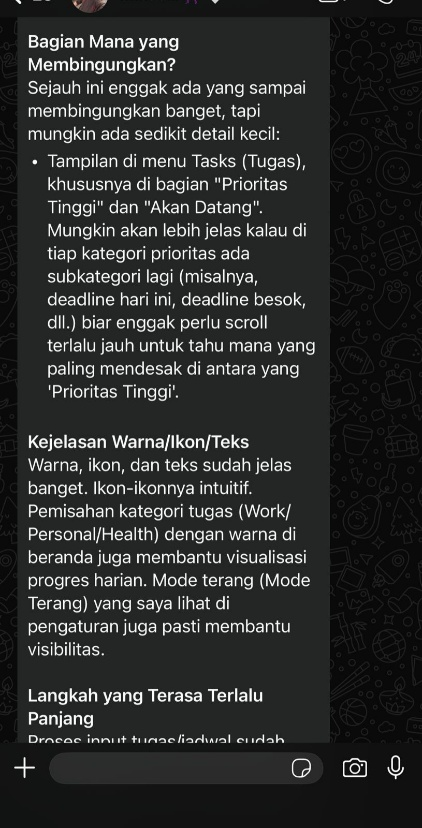 Bagian Mana yang
Membingungkan?
Sejauh ini enggak ada yang sampai
membingungkan banget, tapi
mungkin ada sedikit detail kecil:
• Tampilan di menu Tasks (Tugas),
khususnya di bagian "Prioritas
Tinggi" dan "Akan Datang".
Mungkin akan lebih jelas kalau di
tiap kategori prioritas ada
subkategori lagi (misalnya,
deadline hari ini, deadline besok,
dll.) biar enggak perlu scroll
terlalu jauh untuk tahu mana yang
paling mendesak di antara yang
'Prioritas Tinggi'.
Kejelasan Warna/Ikon/Teks
Warna, ikon, dan teks sudah jelas
banget. Ikon-ikonnya intuitif.
Pemisahan kategori tugas (Work/
Personal/Health) dengan warna di
beranda juga membantu visualisasi
progres harian. Mode terang (Mode
Terang) yang saya lihat di
pengaturan juga pasti membantu
visibilitas.
Langkah yang Terasa Terlalu
Panjang
Proses input tugas/jadwal sudah